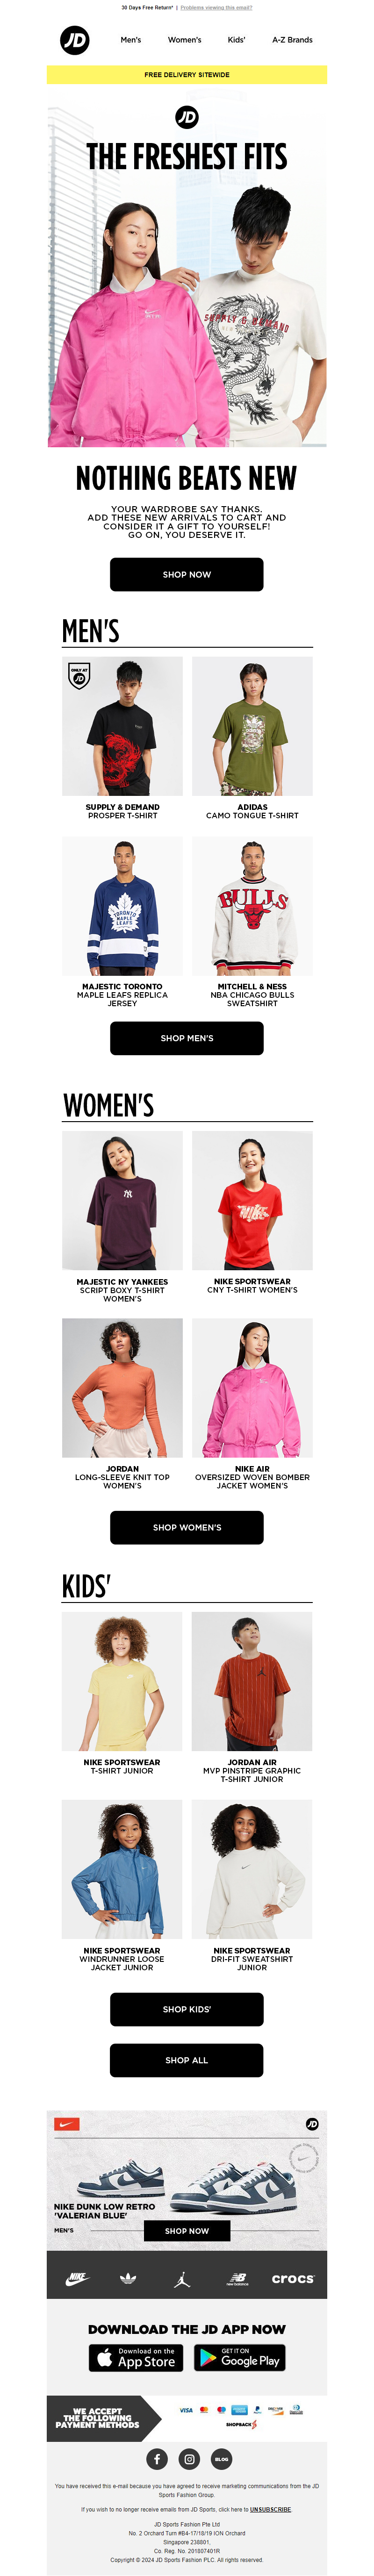 30 Days Free Return* | Problems viewing this email?
JD
Men's Women's Kids' A-Z Brands
FREE DELIVERY SITEWIDE
JD
THE FRESHEST FITS
NOTHING BEATS NEW
YOUR WARDROBE SAY THANKS.
ADD THESE NEW ARRIVALS TO CART AND
CONSIDER IT A GIFT TO YOURSELF!
GO ON, YOU DESERVE IT.
SHOP NOW
MEN'S
ONLY AT
JD
SUPPLY & DEMAND
PROSPER T-SHIRT
ADIDAS
CAMO TONGUE T-SHIRT
TORONTO
MAPLE
LEAFS
BULLS
MAJESTIC TORONTO
MAPLE LEAFS REPLICA
JERSEY
MITCHELL & NESS
NBA CHICAGO BULLS
SWEATSHIRT
SHOP MEN'S
WOMEN'S
NY
NIKE
MAJESTIC NY YANKEES
SCRIPT BOXY T-SHIRT
WOMEN'S
NIKE SPORTSWEAR
CNY T-SHIRT WOMEN'S
JORDAN
LONG-SLEEVE KNIT TOP
WOMEN'S
NIKE AIR
OVERSIZED WOVEN BOMBER
JACKET WOMEN'S
SHOP WOMEN'S
KIDS'
NIKE SPORTSWEAR
T-SHIRT JUNIOR
JORDAN AIR
MVP PINSTRIPE GRAPHIC
T-SHIRT JUNIOR
NIKE SPORTSWEAR
WINDRUNNER LOOSE
JACKET JUNIOR
NIKE SPORTSWEAR
DRI-FIT SWEATSHIRT
JUNIOR
SHOP KIDS'
SHOP ALL
JD
NIKE DUNK LOW RETRO
'VALERIAN BLUE'
MEN'S
SHOP NOW
NIKE
NB
new balance
crocs
DOWNLOAD THE JD APP NOW
Download on the
App Store
GET IT ON
Google Play
WE ACCEPT
THE FOLLOWING
PAYMENT METHODS
VISA
SHOPBACK
BLOG
You have received this e-mail because you have agreed to receive marketing communications from the JD
Sports Fashion Group.
If you wish to no longer receive emails from JD Sports, click here to UNSUBSCRIBE.
JD Sports Fashion Pte Ltd
No. 2 Orchard Turn #B4-17/18/19 ION Orchard
Singapore 238801,
Co. Reg. No. 201807401R
Copyright © 2024 JD Sports Fashion PLC. All rights reserved.